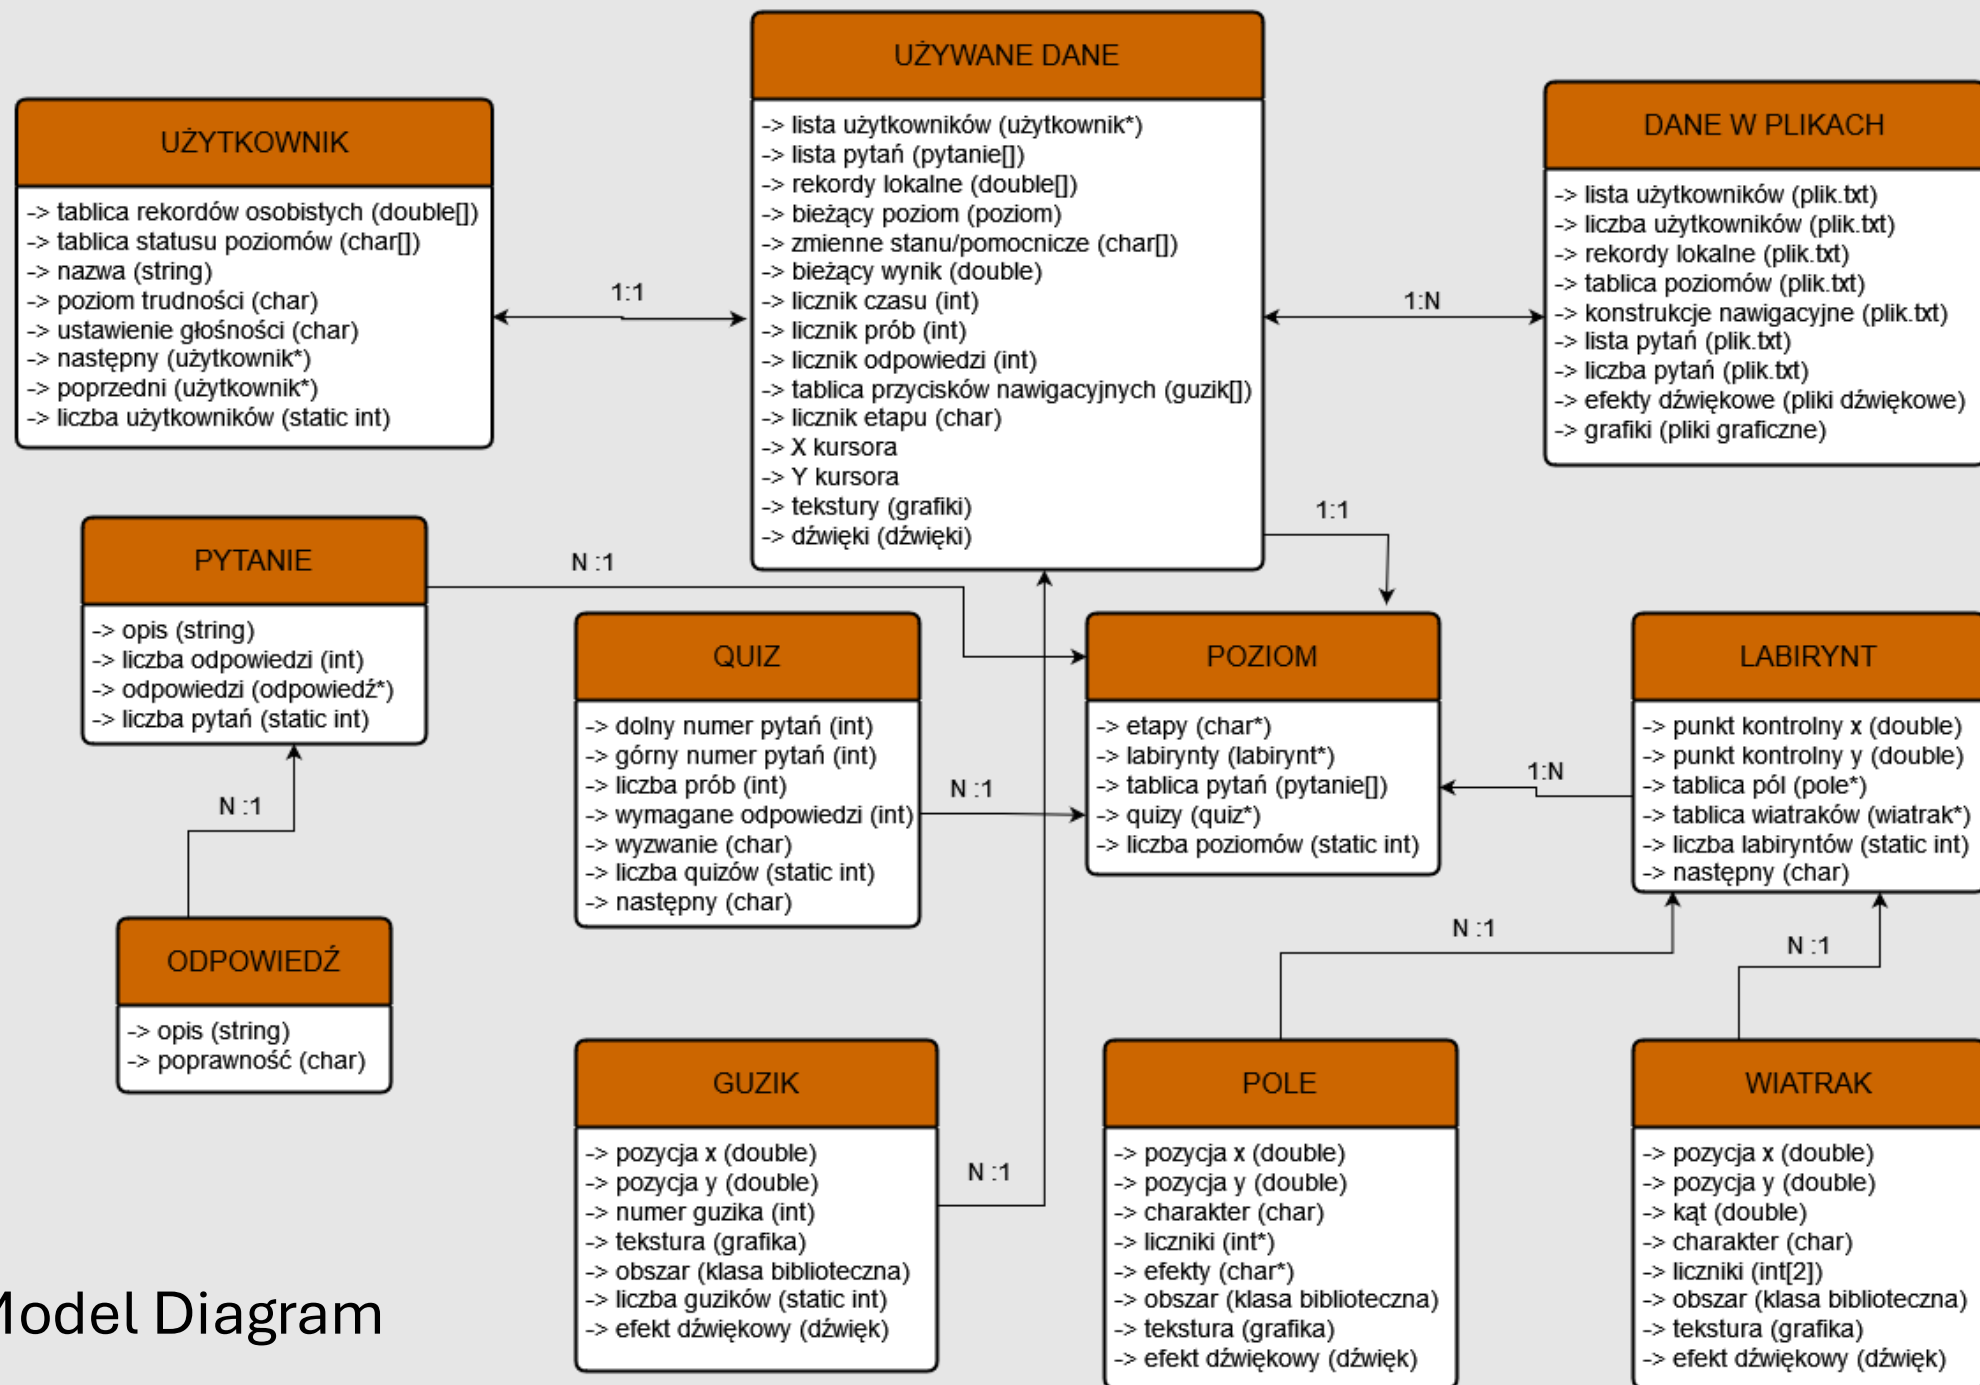 UŻYWANE DANE
-> lista użytkowników (użytkownik*)
-> lista pytań (pytanie[])
-> rekordy lokalne (double[])
-> bieżący poziom (poziom)
-> zmienne stanu/pomocnicze (char[])
-> bieżący wynik (double)
-> licznik czasu (int)
-> licznik prób (int)
-> licznik odpowiedzi (int)
-> tablica przycisków nawigacyjnych (guzik[])
-> licznik etapu (char)
-> X kursora
-> Y kursora
-> tekstury (grafiki)
-> dźwięki (dźwięki)
UŻYTKOWNIK
-> tablica rekordów osobistych (double[])
-> tablica statusu poziomów (char[])
-> nazwa (string)
-> poziom trudności (char)
-> ustawienie głośności (char)
-> następny (użytkownik*)
-> poprzedni (użytkownik*)
-> liczba użytkowników (static int)
1:1
DANE W PLIKACH
-> lista użytkowników (plik.txt)
-> liczba użytkowników (plik.txt)
-> rekordy lokalne (plik.txt)
-> tablica poziomów (plik.txt)
-> konstrukcje nawigacyjne (plik.txt)
-> lista pytań (plik.txt)
-> liczba pytań (plik.txt)
-> efekty dźwiękowe (pliki dźwiękowe)
-> grafiki (pliki graficzne)
1:N
1:1
PYTANIE
-> opis (string)
-> liczba odpowiedzi (int)
-> odpowiedzi (odpowiedź*)
-> liczba pytań (static int)
N :1
QUIZ
-> dolny numer pytań (int)
-> górny numer pytań (int)
-> liczba prób (int)
-> wymagane odpowiedzi (int)
-> wyzwanie (char)
-> liczba quizów (static int)
-> następny (char)
N :1
POZIOM
-> etapy (char*)
-> labirynty (labirynt*)
-> tablica pytań (pytanie[])
-> quizy (quiz*)
-> liczba poziomów (static int)
1:N
LABIRYNT
-> punkt kontrolny x (double)
-> punkt kontrolny y (double)
-> tablica pól (pole*)
-> tablica wiatraków (wiatrak*)
-> liczba labiryntów (static int)
-> następny (char)
N :1
ODPOWIEDŹ
-> opis (string)
-> poprawność (char)
N :1
N :1
GUZIK
-> pozycja x (double)
-> pozycja y (double)
-> numer guzika (int)
-> tekstura (grafika)
-> obszar (klasa biblioteczna)
-> liczba guzików (static int)
-> efekt dźwiękowy (dźwięk)
N :1
POLE
-> pozycja x (double)
-> pozycja y (double)
-> charakter (char)
-> liczniki (int*)
-> efekty (char*)
-> obszar (klasa biblioteczna)
-> tekstura (grafika)
-> efekt dźwiękowy (dźwięk)
WIATRAK
-> pozycja x (double)
-> pozycja y (double)
-> kąt (double)
-> charakter (char)
-> liczniki (int[2])
-> obszar (klasa biblioteczna)
-> tekstura (grafika)
-> efekt dźwiękowy (dźwięk)
Model Diagram